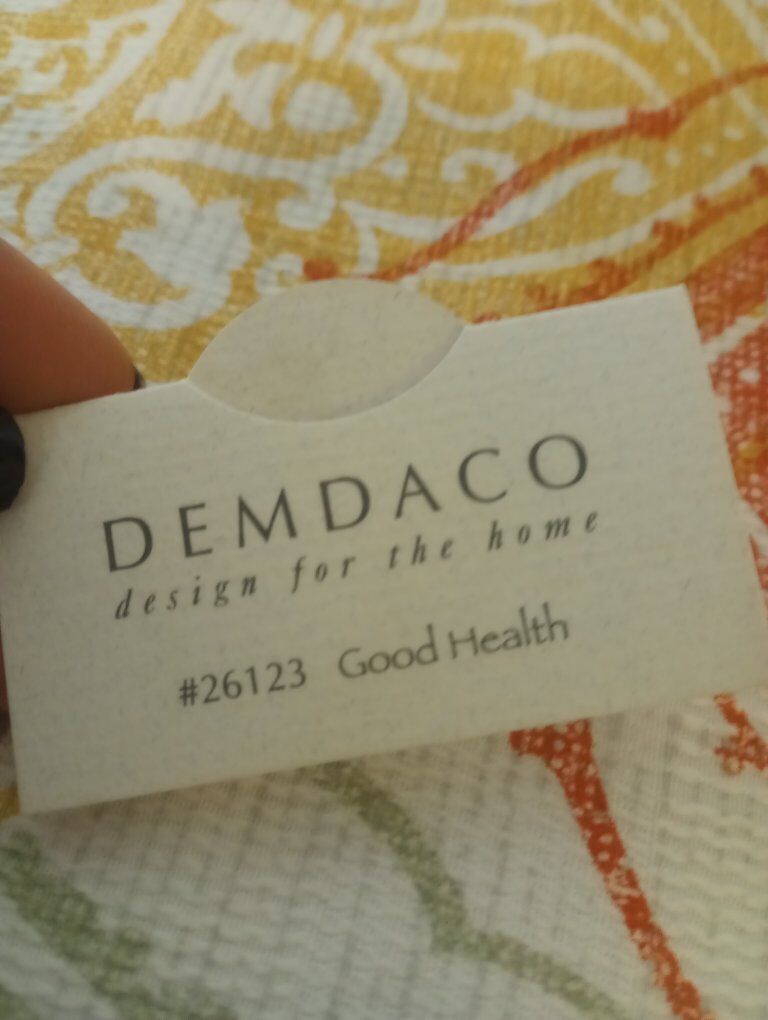 DEMDACO
design for the home
#26123 Good Health